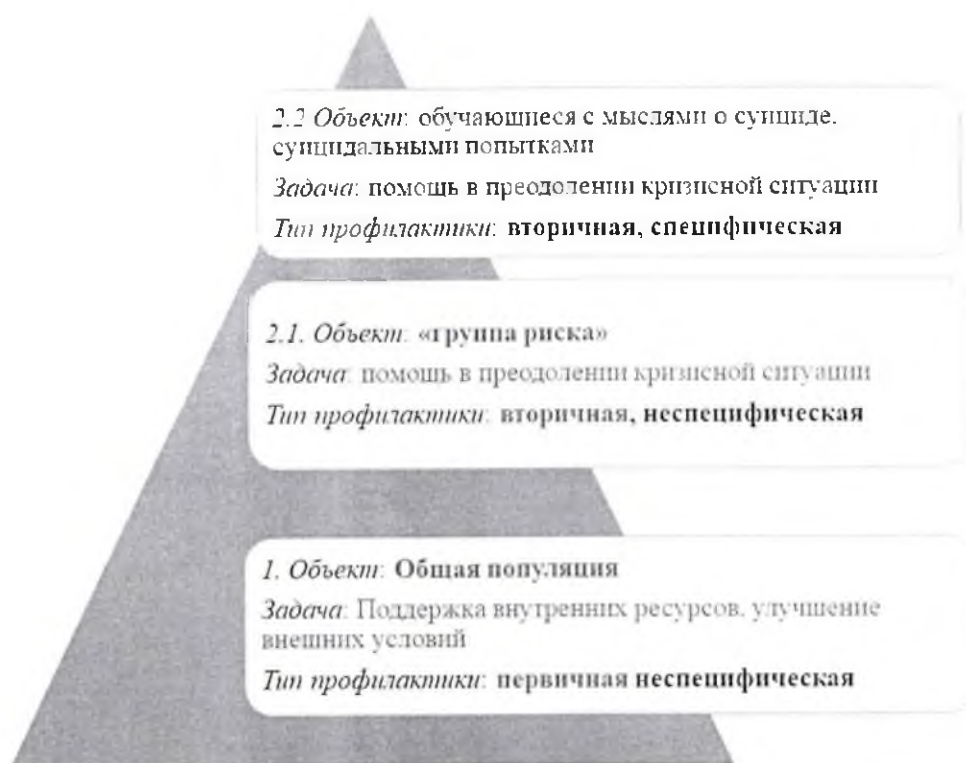 2.2 Объект: обучающиеся с мыслями о суициде.
суицидальными попытками
Задача: помощь в преодолении кризисной ситуации
Тип профилактики: вторичная, специфическая
2.1. Объект: «группа риска»
Задача: помощь в преодолении кризисной ситуации
Тип профилактики: вторичная, неспецифическая
1. Объект: Общая популяция
Задача: Поддержка внутренних ресурсов, улучшение
внешних условий
Тип профилактики: первичная неспецифическая